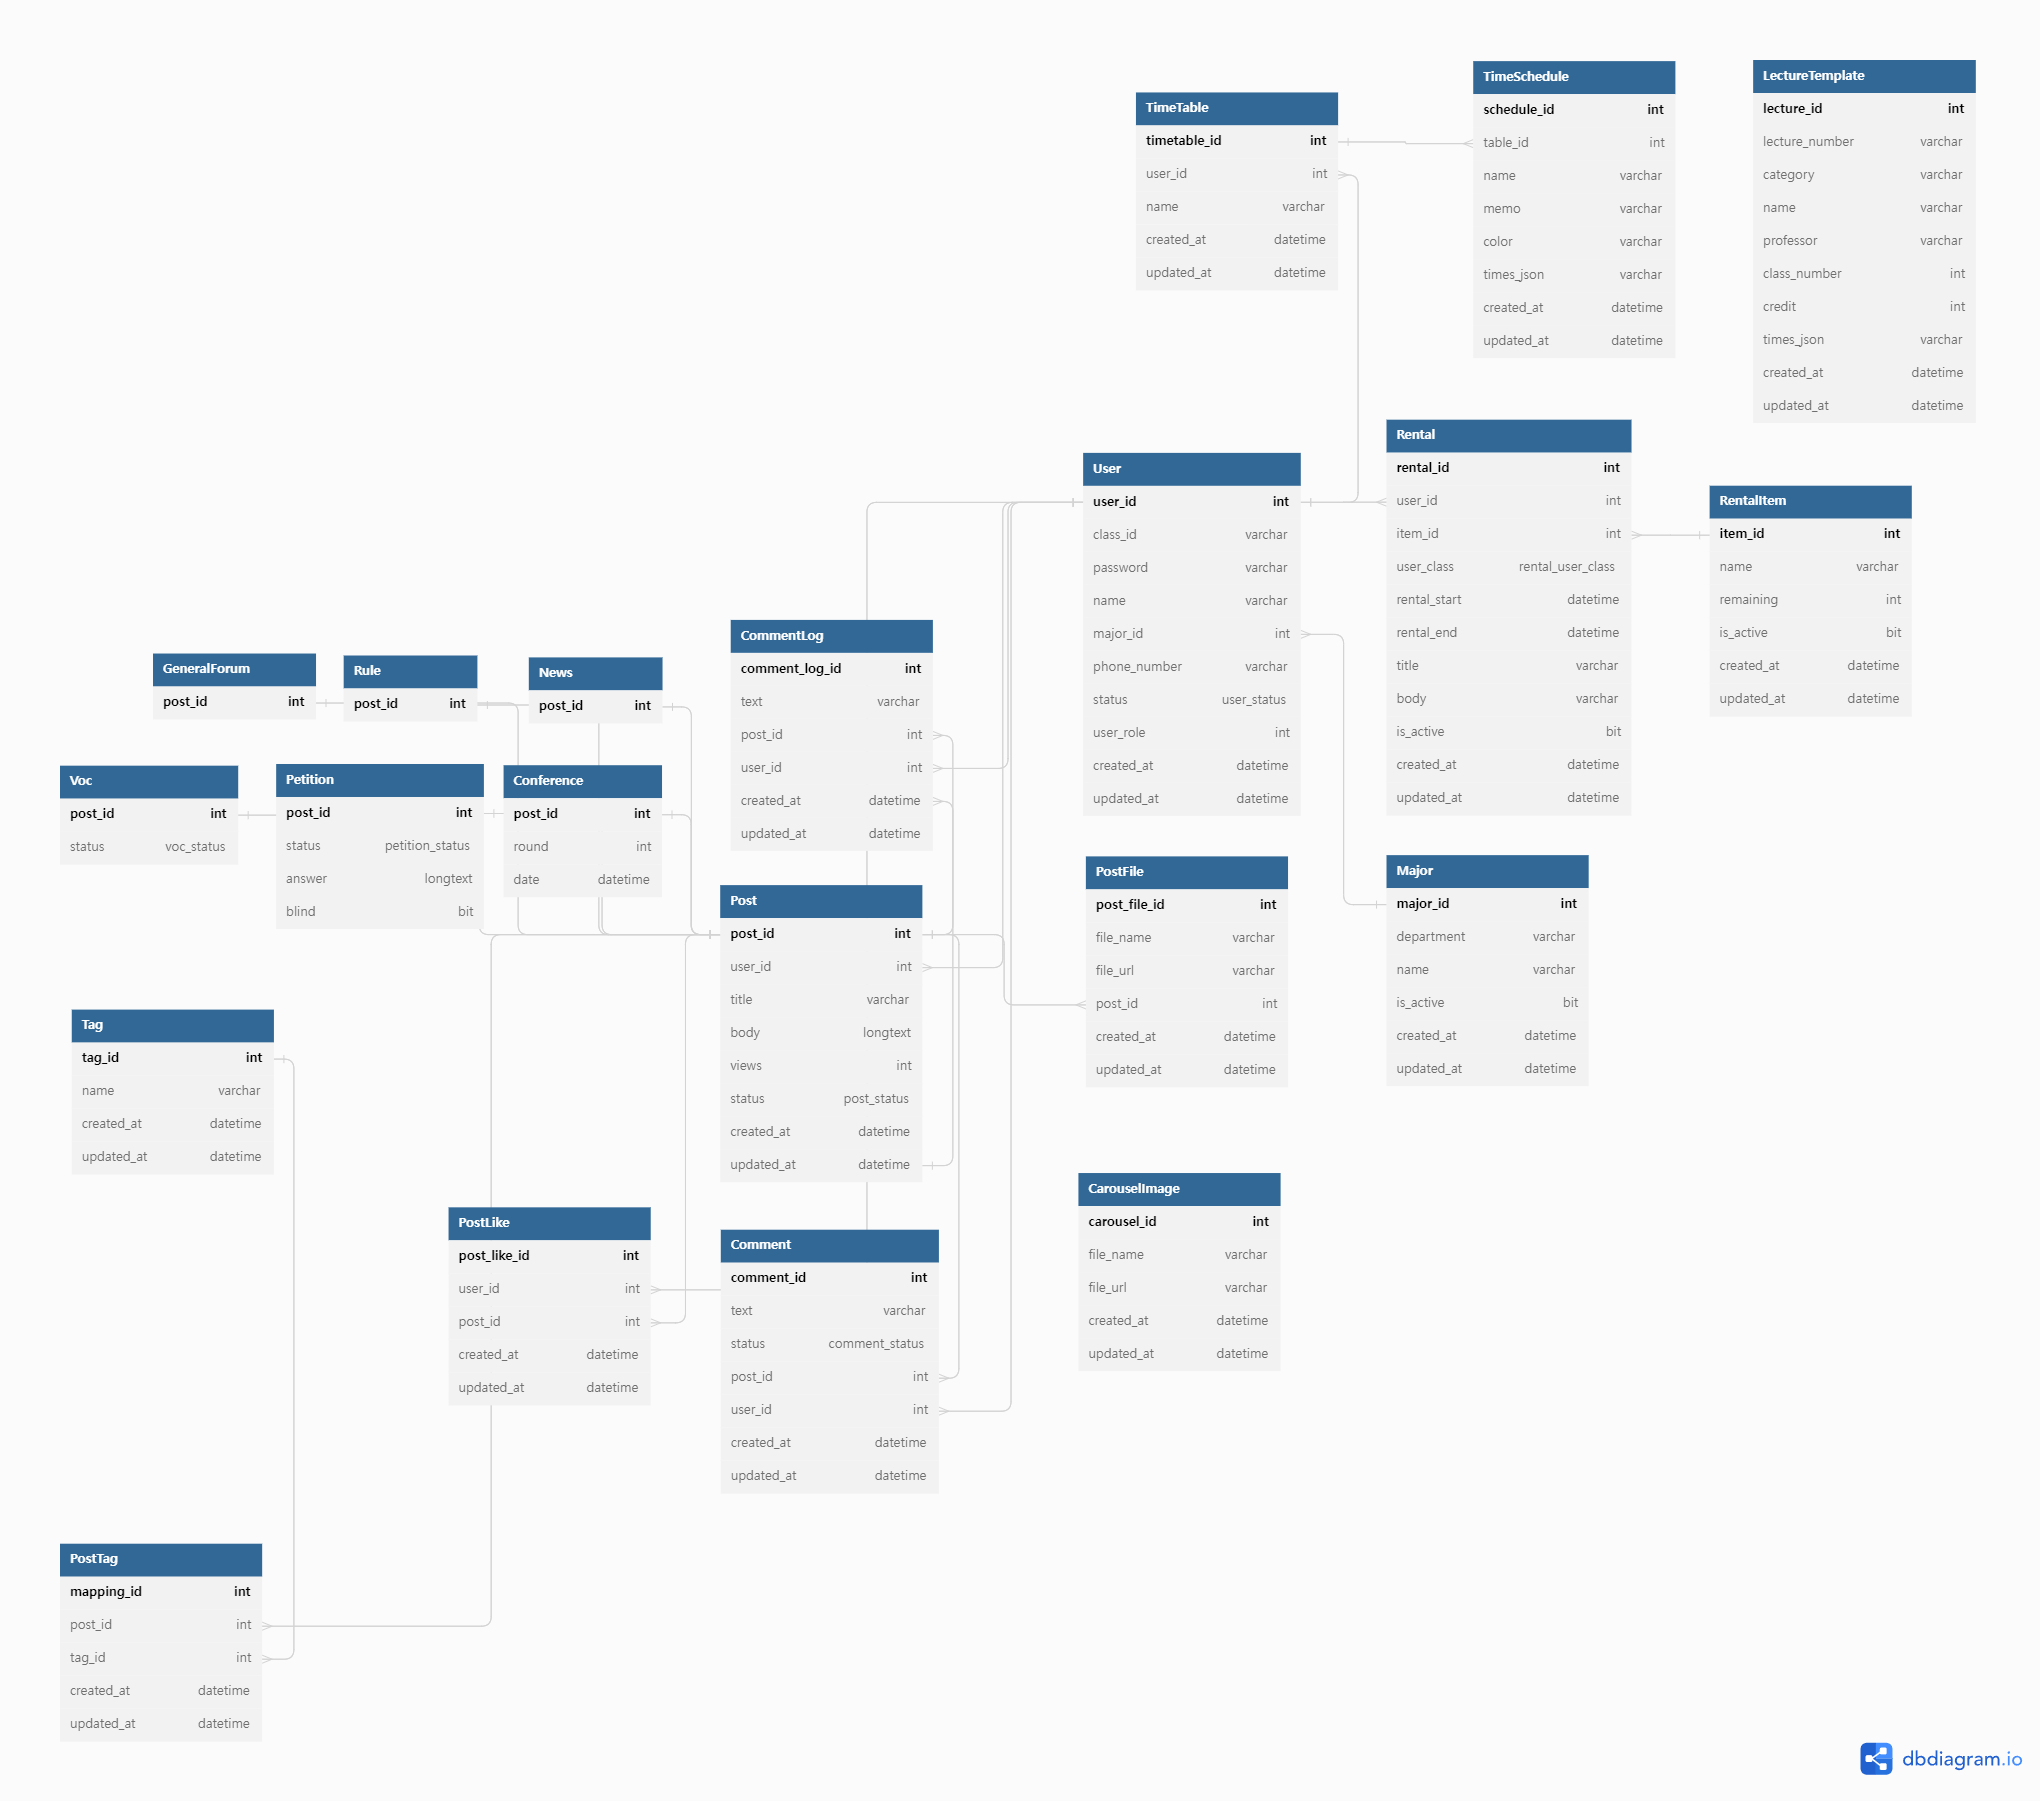 TimeSchedule
schedule_id int
table_id int
name varchar
memo varchar
color varchar
times_json varchar
created_at datetime
updated_at datetime
LectureTemplate
lecture_id int
lecture_number varchar
category varchar
name varchar
professor varchar
class_number int
credit int
times_json varchar
created_at datetime
updated_at datetime
TimeTable
timetable_id int
user_id int
name varchar
created_at datetime
updated_at datetime
Rental
rental_id int
user_id int
item_id int
user_class rental_user_class
rental_start datetime
rental_end datetime
title varchar
body varchar
is_active bit
created_at datetime
updated_at datetime
User
user_id int
class_id varchar
password varchar
name varchar
major_id int
phone_number varchar
status user_status
user_role int
created_at datetime
updated_at datetime
RentalItem
item_id int
name varchar
remaining int
is_active bit
created_at datetime
updated_at datetime
CommentLog
comment_log_id int
text varchar
post_id int
user_id int
created_at datetime
updated_at datetime
GeneralForum
post_id int
Rule
post_id int
News
post_id int
Voc
post_id int
status voc_status
Petition
post_id int
status petition_status
answer longtext
blind bit
Conference
post_id int
round int
date datetime
Post
post_id int
user_id int
title varchar
body longtext
views int
status post_status
created_at datetime
updated_at datetime
PostFile
post_file_id int
file_name varchar
file_url varchar
post_id int
created_at datetime
updated_at datetime
Major
major_id int
department varchar
name varchar
is_active bit
created_at datetime
updated_at datetime
Tag
tag_id int
name varchar
created_at datetime
updated_at datetime
CarouselImage
carousel_id int
file_name varchar
file_url varchar
created_at datetime
updated_at datetime
PostLike
post_like_id int
user_id int
post_id int
created_at datetime
updated_at datetime
Comment
comment_id int
text varchar
status comment_status
post_id int
user_id int
created_at datetime
updated_at datetime
PostTag
mapping_id int
post_id int
tag_id int
created_at datetime
updated_at datetime
dbdiagram.io